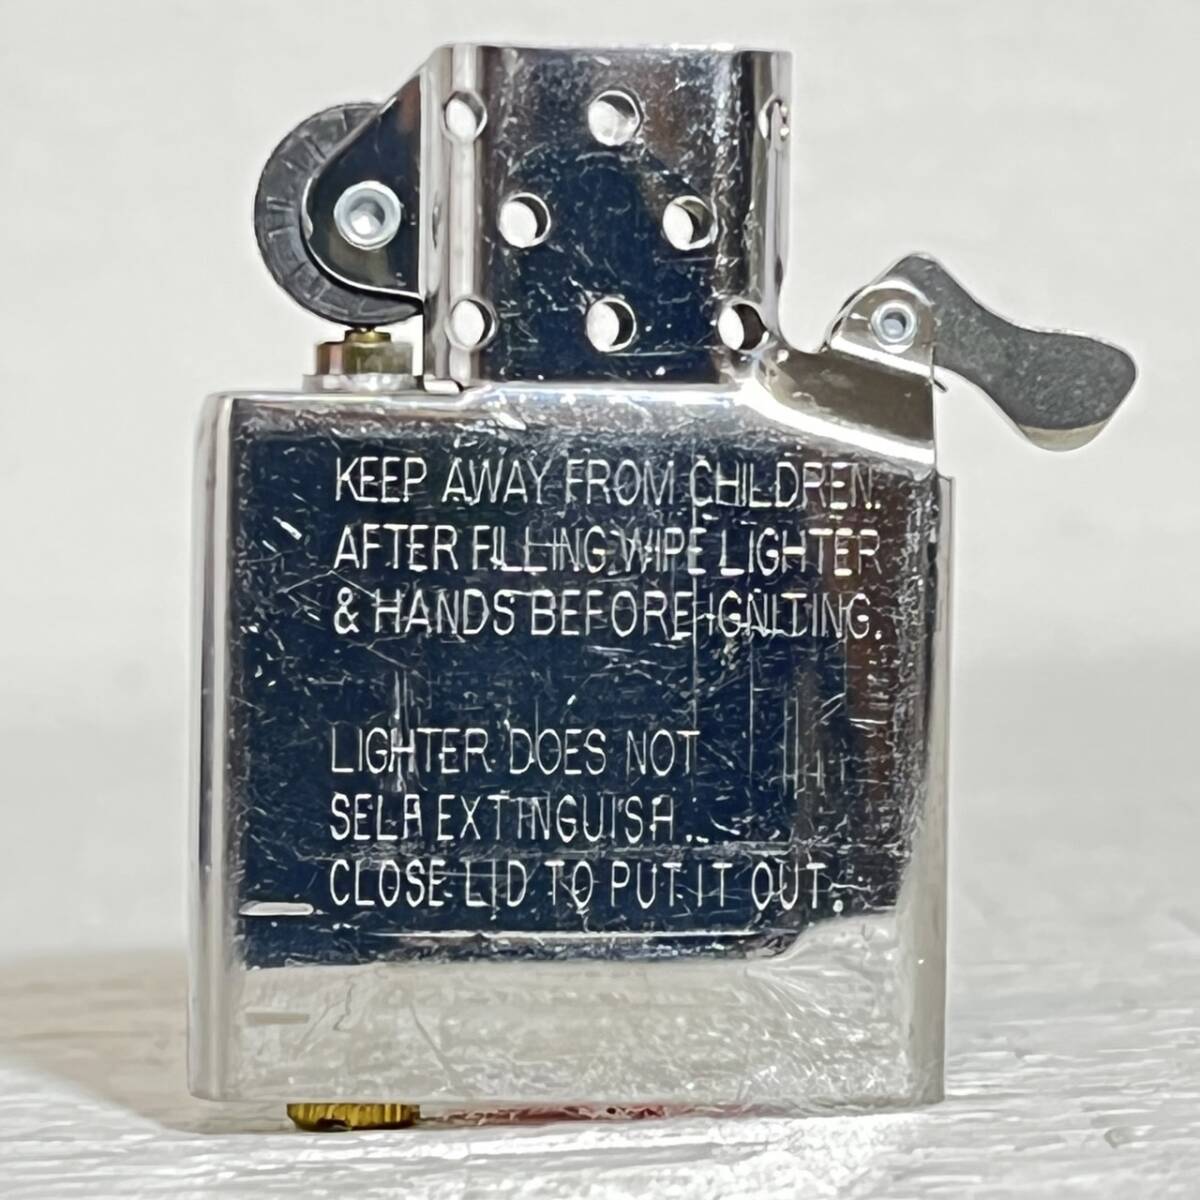 KEEP AWAY FROM CHILDREN.
AFTER FILLING WIPE LIGHTER
& HANDS BEFORE IGNITING.
LIGHTER DOES NOT
SELF EXTINGUISH.
CLOSE LID TO PUT IT OUT.